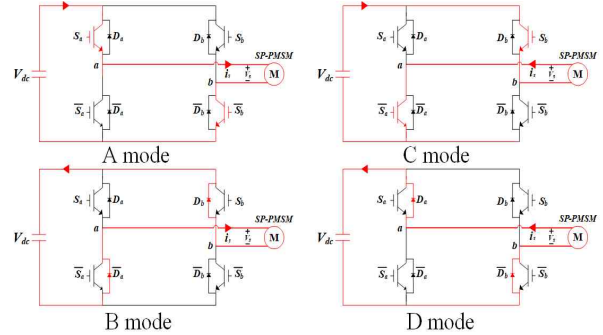 S_a D_a D_b S_b SP-PMSM
V_dc a i_s + v_s - M
b
S̅_a D̅_a D̅_b S̅_b
A mode
S_a D_a D_b S_b SP-PMSM
V_dc a i_s + v_s - M
b
S̅_a D̅_a D̅_b S̅_b
C mode
S_a D_a D_b S_b SP-PMSM
V_dc a i_s + v_s - M
b
S̅_a D̅_a D̅_b S̅_b
B mode
S_a D_a D_b S_b SP-PMSM
V_dc a i_s + v_s - M
b
S̅_a D̅_a D̅_b S̅_b
D mode